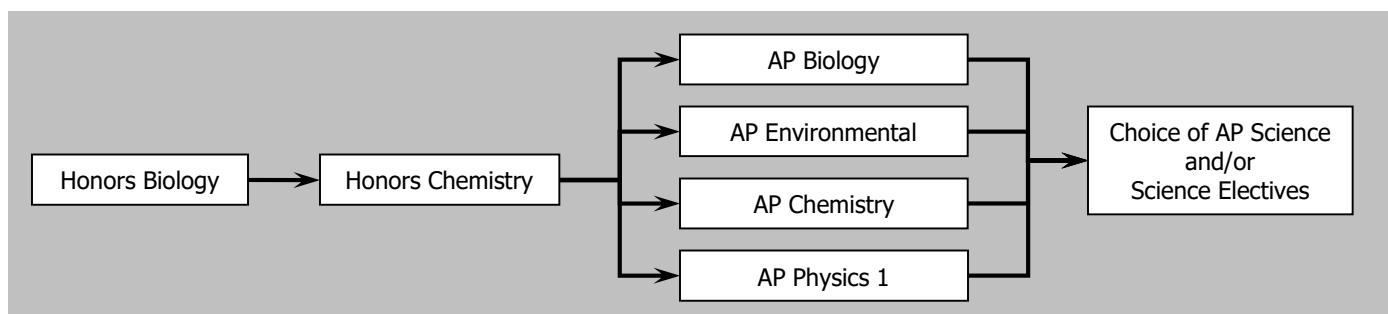 Honors Biology
Honors Chemistry
AP Biology
AP Environmental
AP Chemistry
AP Physics 1
Choice of AP Science
and/or
Science Electives